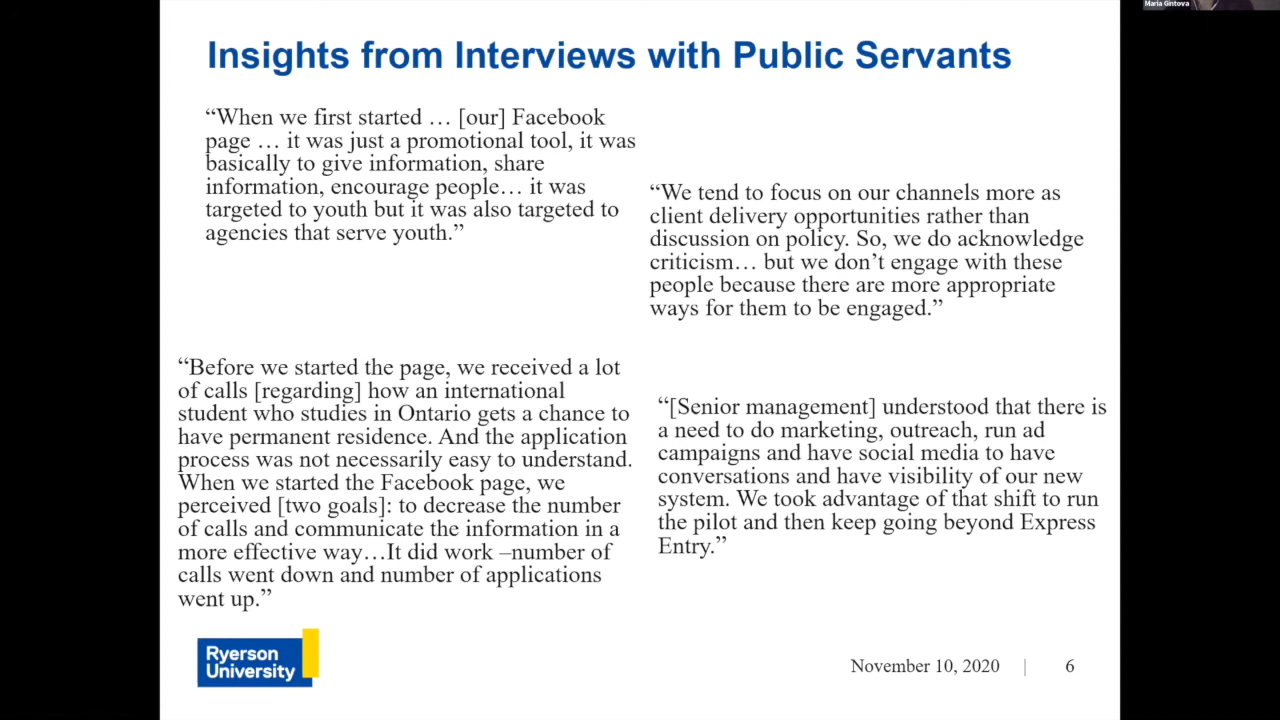 Maria Gintova
Insights from Interviews with Public Servants
“When we first started … [our] Facebook
page … it was just a promotional tool, it was
basically to give information, share
information, encourage people… it was
targeted to youth but it was also targeted to
agencies that serve youth.”
“We tend to focus on our channels more as
client delivery opportunities rather than
discussion on policy. So, we do acknowledge
criticism… but we don’t engage with these
people because there are more appropriate
ways for them to be engaged.”
“Before we started the page, we received a lot
of calls [regarding] how an international
student who studies in Ontario gets a chance to
have permanent residence. And the application
process was not necessarily easy to understand.
When we started the Facebook page, we
perceived [two goals]: to decrease the number
of calls and communicate the information in a
more effective way…It did work –number of
calls went down and number of applications
went up.”
“[Senior management] understood that there is
a need to do marketing, outreach, run ad
campaigns and have social media to have
conversations and have visibility of our new
system. We took advantage of that shift to run
the pilot and then keep going beyond Express
Entry.”
Ryerson
University
November 10, 2020 | 6